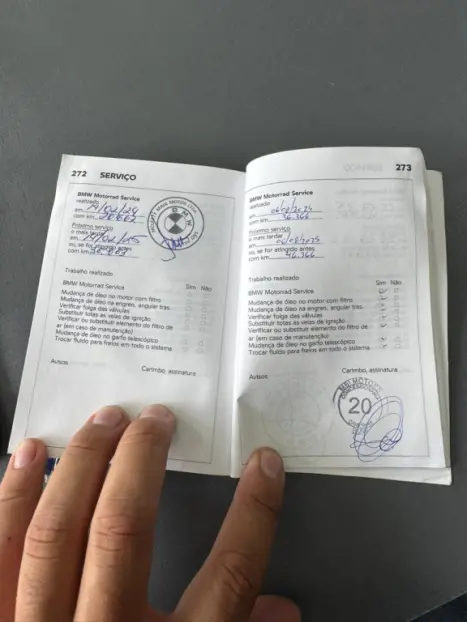 272 SERVIÇO
BMW Motorrad Service
realizado
em
com km
Próximo serviço
o mais tardar
em
ou, se for atingido antes
com km
Trabalho realizado
Sim Não
BMW Motorrad Service
Mudança de óleo no motor com filtro
Mudança de óleo na engren. angular tras.
Verificar folga das válvulas
Substituir todas as velas de ignição
Verificar ou substituir elemento do filtro de
ar (em caso de manutenção)
Mudança de óleo no garfo telescópico
Trocar fluído para freios em todo o sistema
Avisos
Carimbo, assinatura
273
BMW Motorrad Service
realizado
em
com km 36.366
Próximo serviço
o mais tardar
em
ou, se for atingido antes
com km 46.366
Trabalho realizado
Sim Não
BMW Motorrad Service
Mudança de óleo no motor com filtro
Mudança de óleo na engren. angular tras.
Verificar folga das válvulas
Substituir todas as velas de ignição
Verificar ou substituir elemento do filtro de
ar (em caso de manutenção)
Mudança de óleo no garfo telescópico
Trocar fluído para freios em todo o sistema
Avisos
Carimbo, assinatura
20